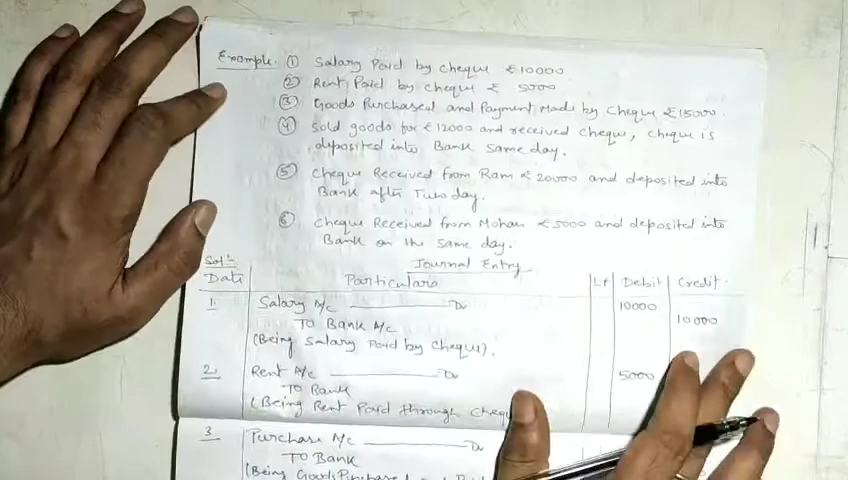 Example. ① Salary Paid by cheque ₹10000
② Rent Paid by cheque ₹ 5000
③ Goods Purchased and Payment Made by Cheque ₹15000.
④ Sold goods for ₹12000 and received cheque, cheque is
deposited into Bank same day.
⑤ Cheque Received from Ram ₹20000 and deposited into
Bank after Two day.
⑥ Cheque Received from Mohan ₹5000 and deposited into
Bank on the same day.
Sol:
Journal Entry
Date Particulars LF Debit Credit.
1. Salary A/c Dr 10000
To Bank A/c 10000
(Being Salary Paid by Cheque).
2. Rent A/c Dr 5000
To Bank
(Being Rent Paid through Cheq
3 Purchase A/c Dr
To Bank
(Being Goods Purchase